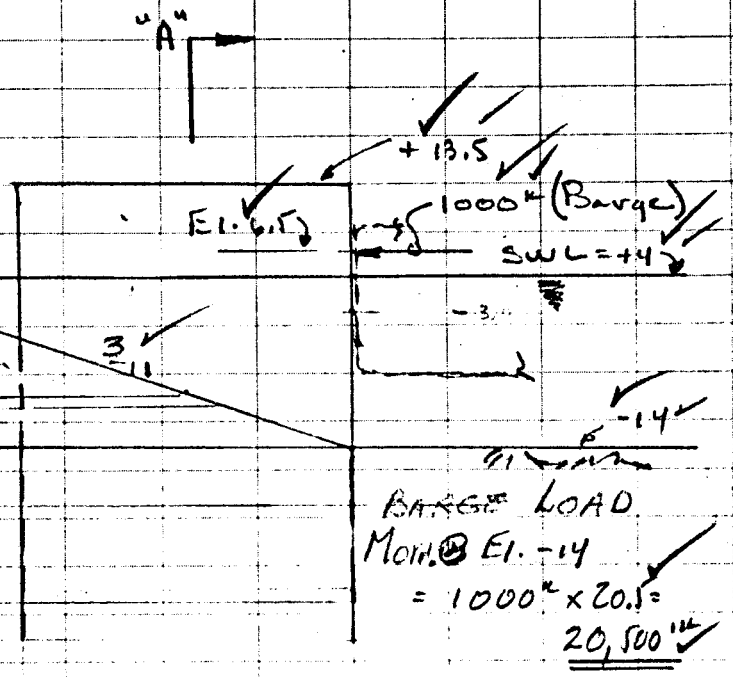 "A"
+ 13.5
1000ᵏ (Barge)
El. 6.5
SWL = +4
- 3.
-14
BARGE LOAD
Mom. @ El. -14
= 1000ᵏ x 20.5 =
20,500 'ᵏ